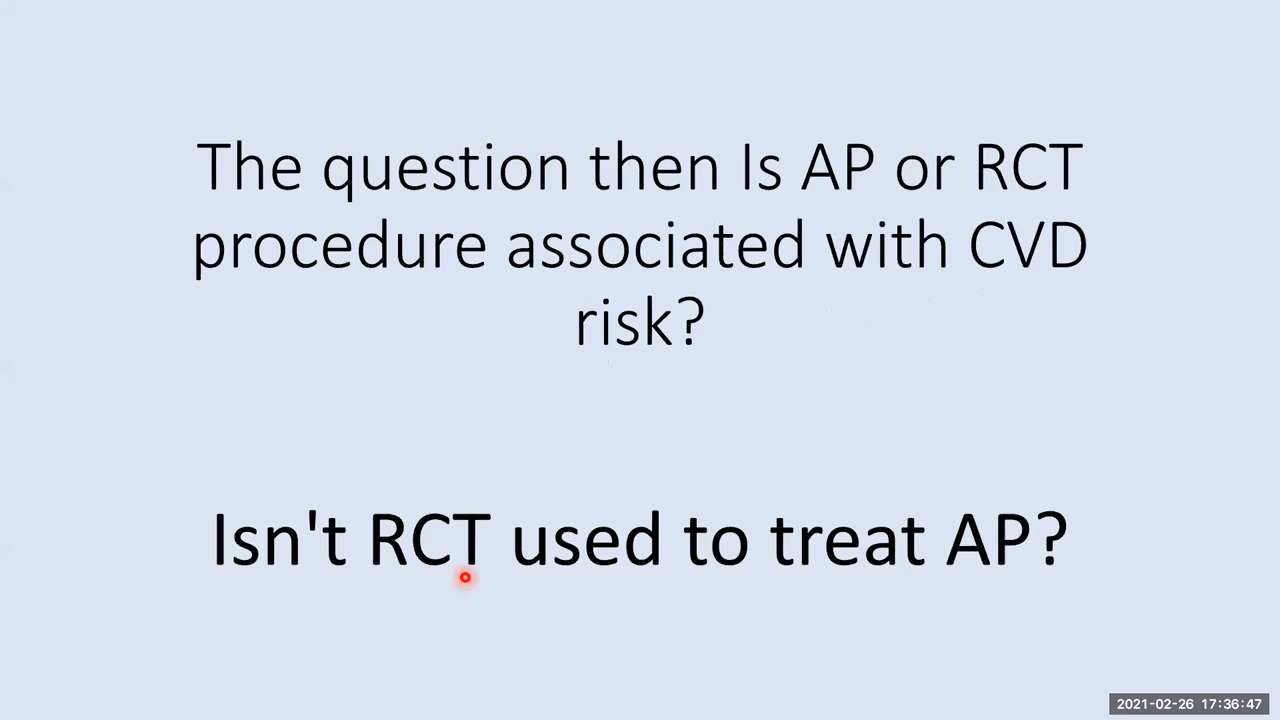 The question then Is AP or RCT
procedure associated with CVD
risk?
Isn't RCT used to treat AP?
2021-02-26 17:36:47